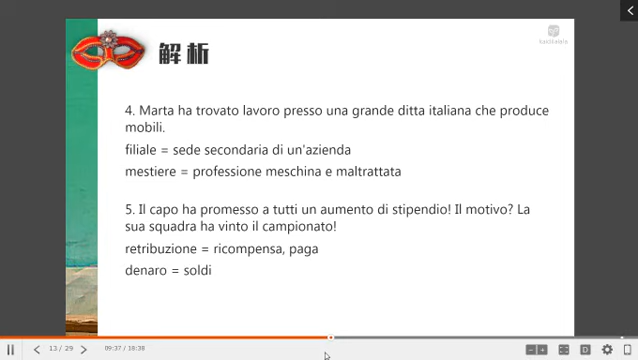 解析
4. Marta ha trovato lavoro presso una grande ditta italiana che produce
mobili.
filiale = sede secondaria di un'azienda
mestiere = professione meschina e maltrattata
5. Il capo ha promesso a tutti un aumento di stipendio! Il motivo? La
sua squadra ha vinto il campionato!
retribuzione = ricompensa, paga
denaro = soldi
13 / 29
09:37 / 18:38
D